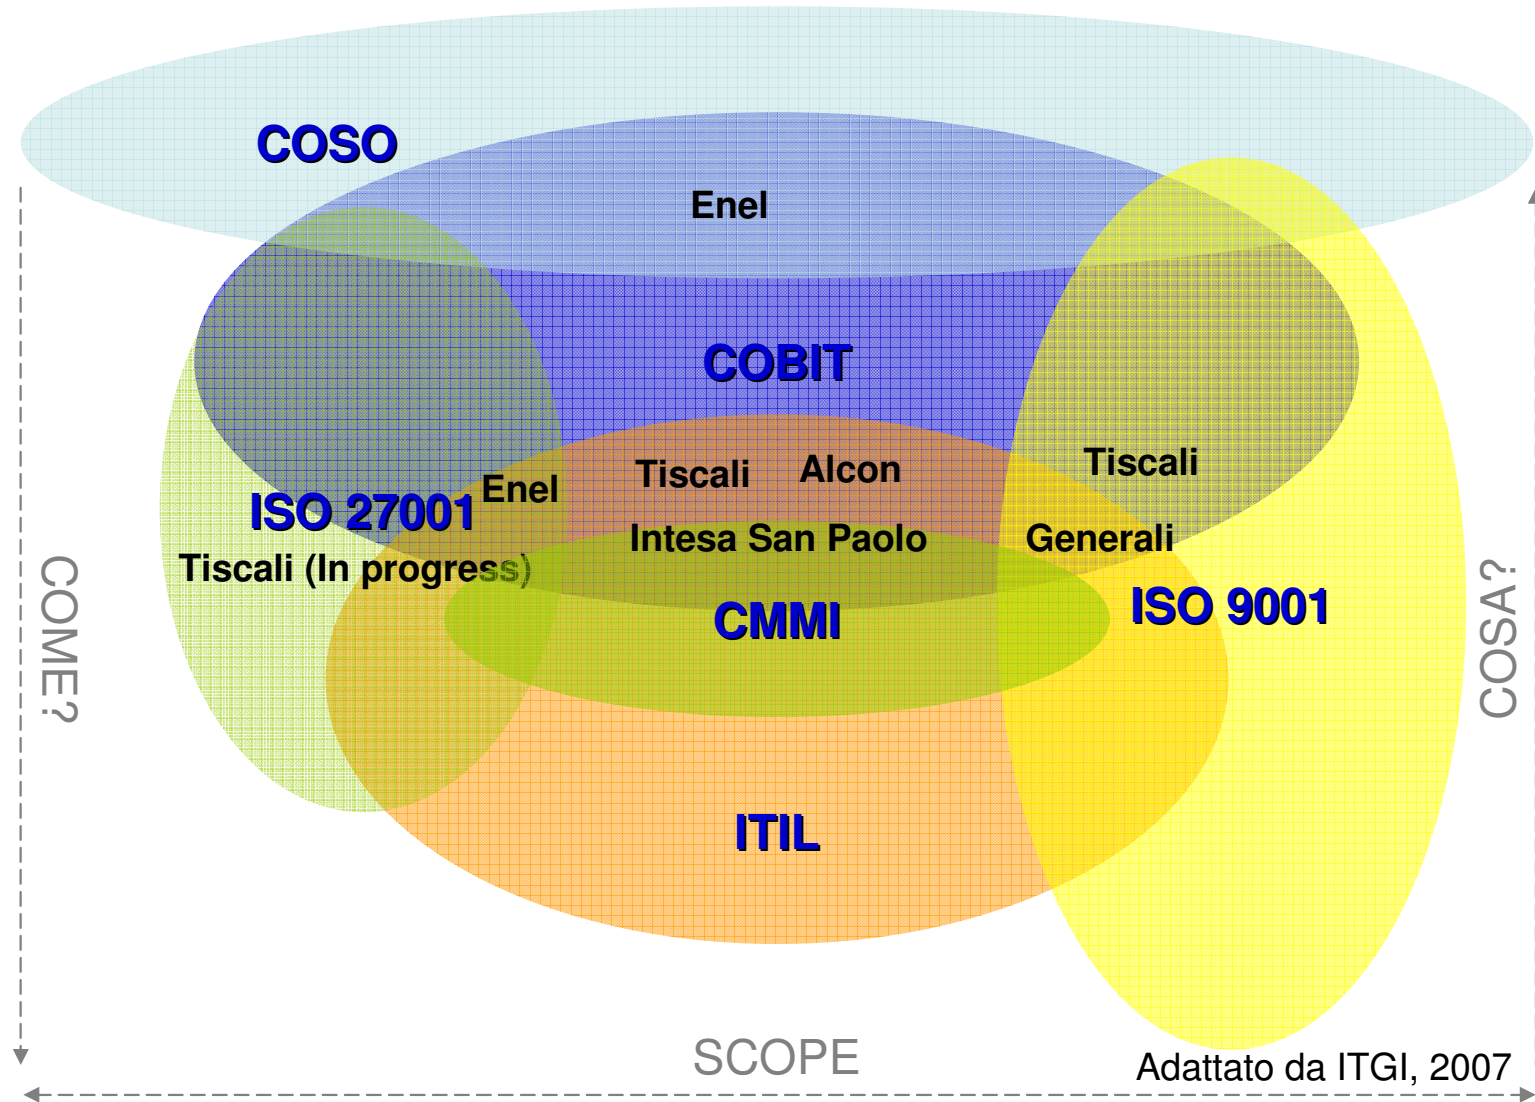 COSO
Enel
COBIT
Tiscali
Alcon
Tiscali
Enel
ISO 27001
Intesa San Paolo
Generali
Tiscali (In progress)
CMMI
ISO 9001
COME?
COSA?
ITIL
SCOPE
Adattato da ITGI, 2007